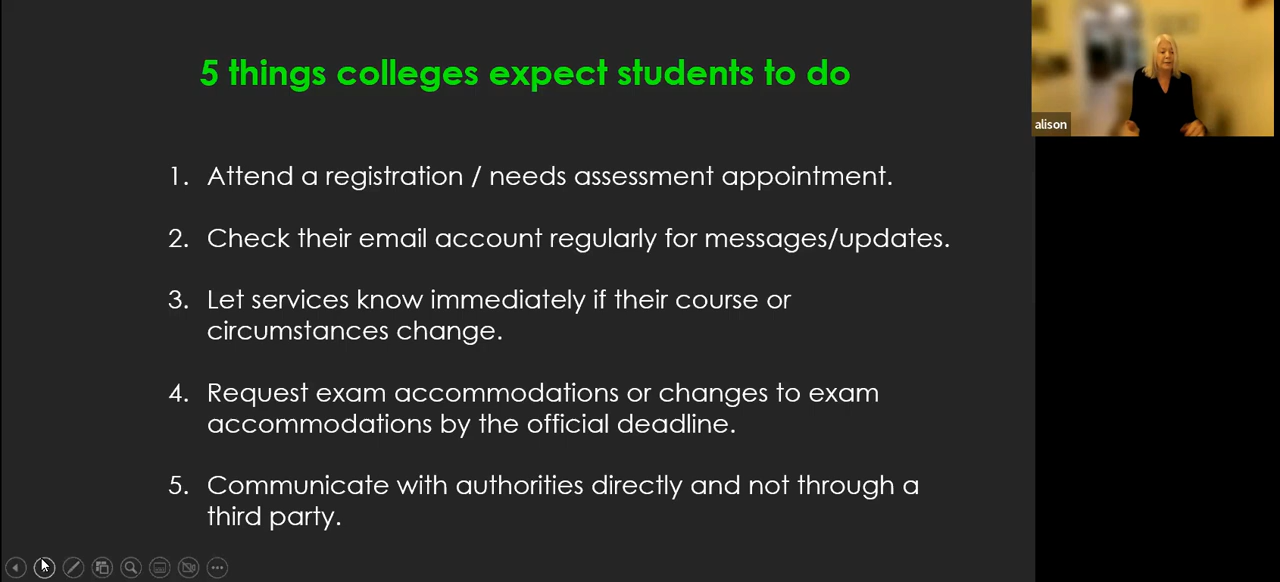 5 things colleges expect students to do
alison
1. Attend a registration / needs assessment appointment.
2. Check their email account regularly for messages/updates.
3. Let services know immediately if their course or
circumstances change.
4. Request exam accommodations or changes to exam
accommodations by the official deadline.
5. Communicate with authorities directly and not through a
third party.